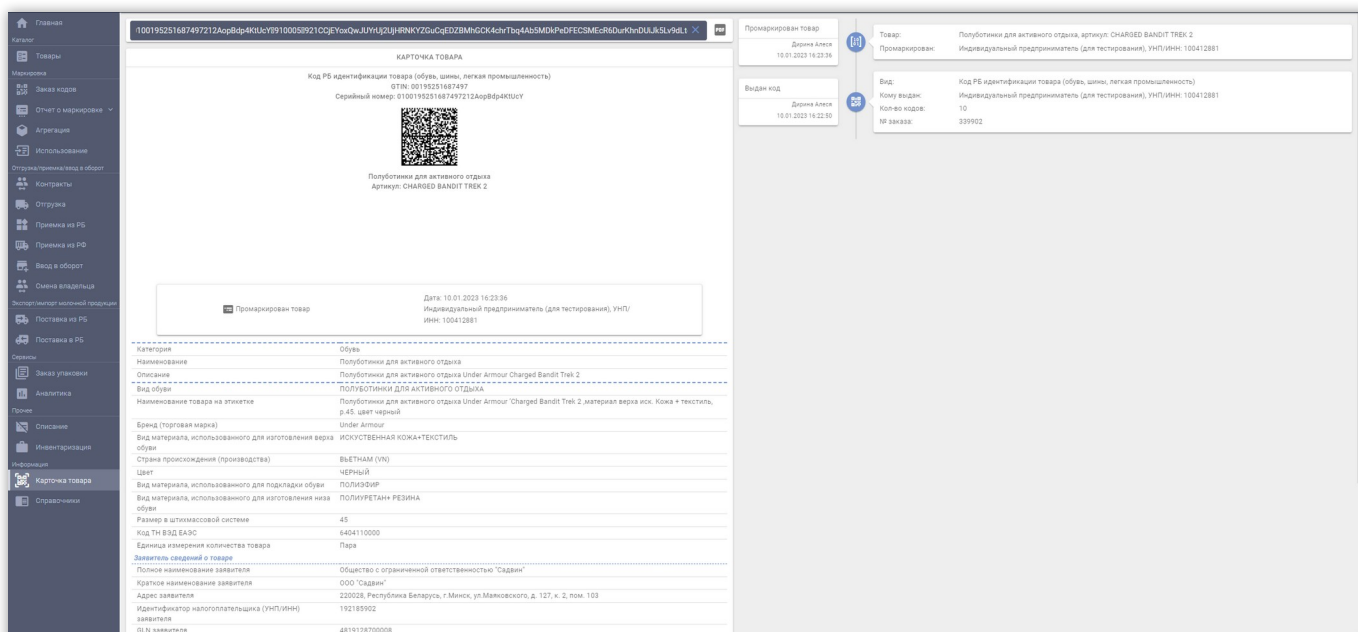 Главная
Каталог
Товары
Маркировка
Заказ кодов
Отчет о маркировке
Агрегация
Использование
Отгрузка/приемка/ввод в оборот
Контракты
Отгрузка
Приемка из РБ
Приемка из РФ
Ввод в оборот
Смена владельца
Экспорт/импорт молочной продукции
Поставка из РБ
Поставка в РБ
Сервисы
Заказ упаковки
Аналитика
Прочее
Списание
Инвентаризация
Информация
Карточка товара
Справочники
PDF
КАРТОЧКА ТОВАРА
Код РБ идентификации товара (обувь, шины, легкая промышленность)
GTIN: 00195251687497
Серийный номер: 0100195251687497212AopBdp4KtUcY
Полуботинки для активного отдыха
Артикул: CHARGED BANDIT TREK 2
Промаркирован товар
Дата: 10.01.2023 16:23:36
Индивидуальный предприниматель (для тестирования), УНП/
ИНН: 100412881
Категория Обувь
Наименование Полуботинки для активного отдыха
Описание Полуботинки для активного отдыха Under Armour Charged Bandit Trek 2
Вид обуви ПОЛУБОТИНКИ ДЛЯ АКТИВНОГО ОТДЫХА
Наименование товара на этикетке Полуботинки для активного отдыха Under Armour 'Charged Bandit Trek 2 ,материал верха иск. Кожа + текстиль,
р.45. цвет черный
Бренд (торговая марка) Under Armour
Вид материала, использованного для изготовления верха ИСКУСТВЕННАЯ КОЖА+ТЕКСТИЛЬ
обуви
Страна происхождения (производства) ВЬЕТНАМ (VN)
Цвет ЧЕРНЫЙ
Вид материала, использованного для подкладки обуви ПОЛИЭФИР
Вид материала, использованного для изготовления низа ПОЛИУРЕТАН+ РЕЗИНА
обуви
Размер в штихмассовой системе 45
Код ТН ВЭД ЕАЭС 6404110000
Единица измерения количества товара Пара
Заявитель сведений о товаре
Полное наименование заявителя Общество с ограниченной ответственностью "Садвин"
Краткое наименование заявителя ООО "Садвин"
Адрес заявителя 220028, Республика Беларусь, г.Минск, ул.Маяковского, д. 127, к. 2, пом. 103
Идентификатор налогоплательщика (УНП/ИНН) 192185902
заявителя
GLN заявителя 4819128700008
Промаркирован товар
Дирина Алеся
10.01.2023 16:23:36
Товар: Полуботинки для активного отдыха, артикул: CHARGED BANDIT TREK 2
Промаркирован: Индивидуальный предприниматель (для тестирования), УНП/ИНН: 100412881
Выдан код
Дирина Алеся
10.01.2023 16:22:50
Вид: Код РБ идентификации товара (обувь, шины, легкая промышленность)
Кому выдан: Индивидуальный предприниматель (для тестирования), УНП/ИНН: 100412881
Кол-во кодов: 10
№ заказа: 339902